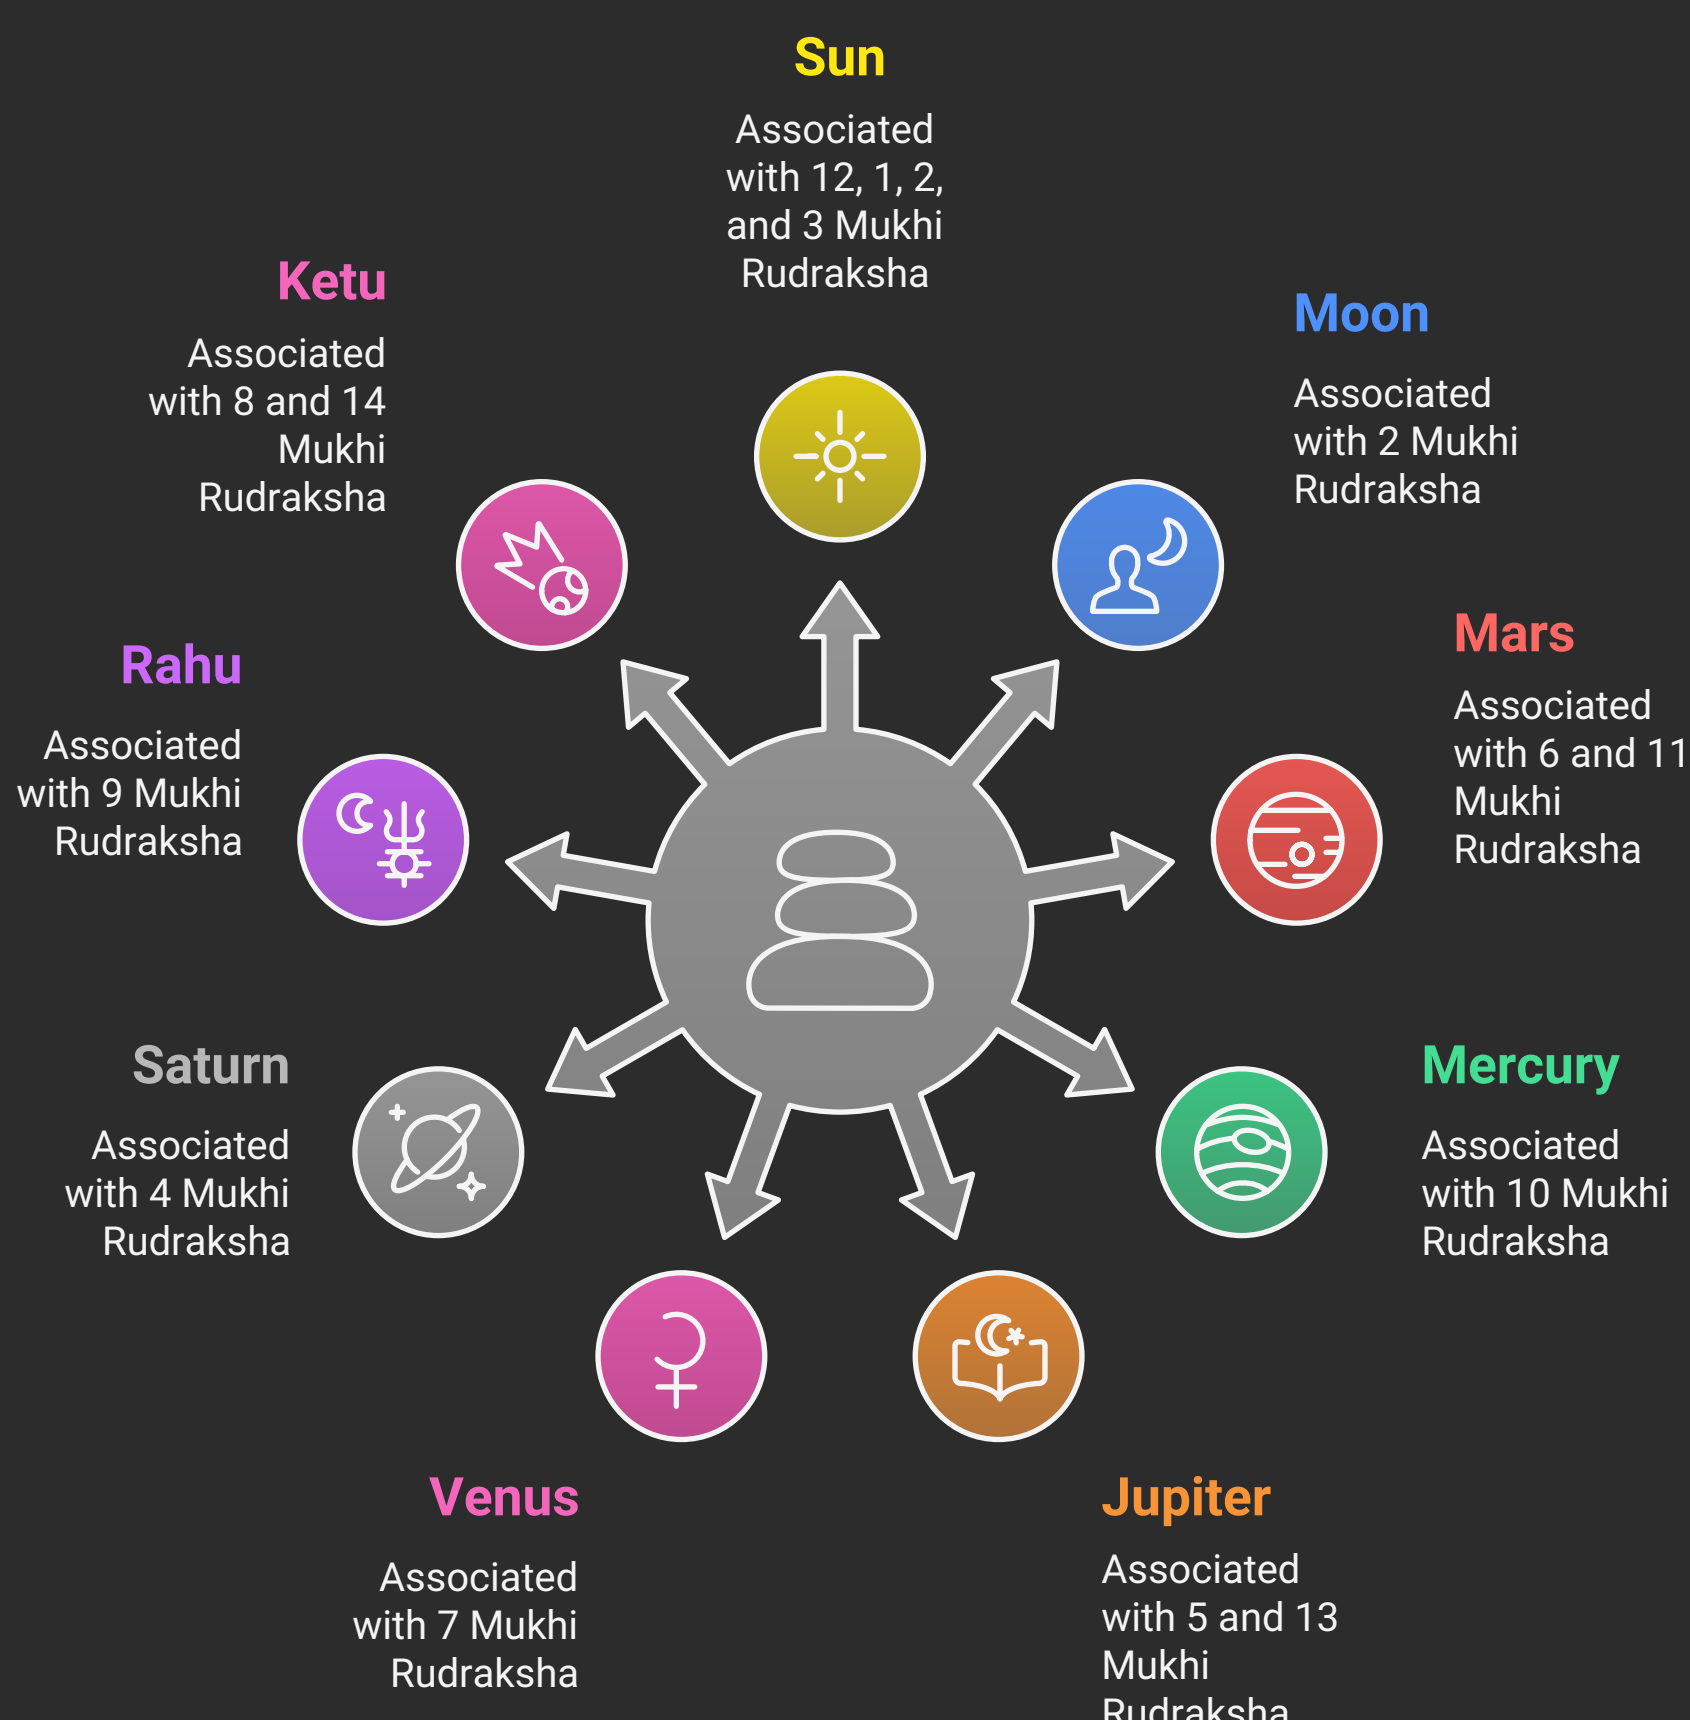 Sun
Associated
with 12, 1, 2,
and 3 Mukhi
Rudraksha
Moon
Associated
with 2 Mukhi
Rudraksha
Mars
Associated
with 6 and 11
Mukhi
Rudraksha
Mercury
Associated
with 10 Mukhi
Rudraksha
Jupiter
Associated
with 5 and 13
Mukhi
Rudraksha
Venus
Associated
with 7 Mukhi
Rudraksha
Saturn
Associated
with 4 Mukhi
Rudraksha
Rahu
Associated
with 9 Mukhi
Rudraksha
Ketu
Associated
with 8 and 14
Mukhi
Rudraksha